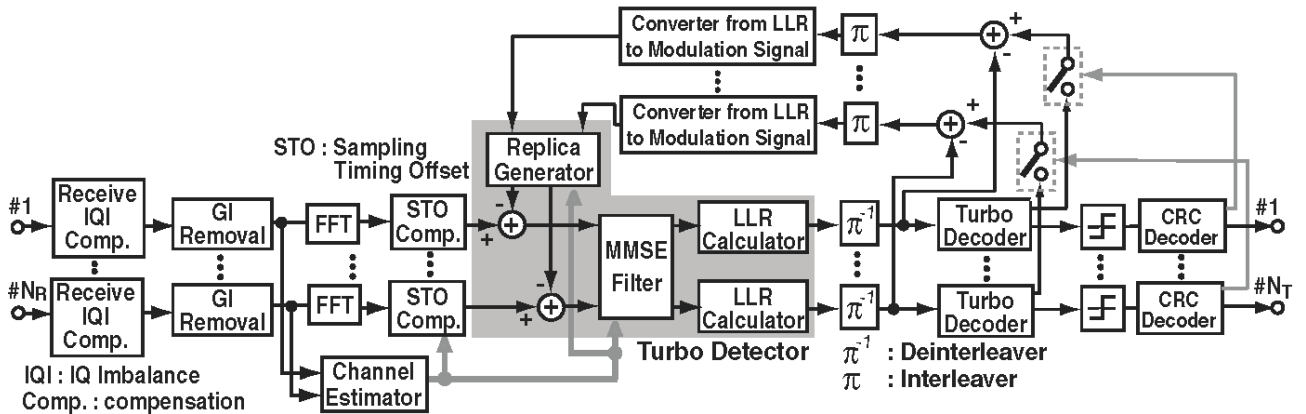 Converter from LLR
to Modulation Signal
π
+
-
Converter from LLR
to Modulation Signal
π
+
-
STO : Sampling
Timing Offset
Replica
Generator
#1
Receive
IQI
Comp.
GI
Removal
FFT
STO
Comp.
+
-
MMSE
Filter
LLR
Calculator
π-1
Turbo
Decoder
CRC
Decoder
#1
#NR
Receive
IQI
Comp.
GI
Removal
FFT
STO
Comp.
+
-
LLR
Calculator
π-1
Turbo
Decoder
CRC
Decoder
#NT
Turbo Detector
Channel
Estimator
π-1 : Deinterleaver
π : Interleaver
IQI : IQ Imbalance
Comp. : compensation